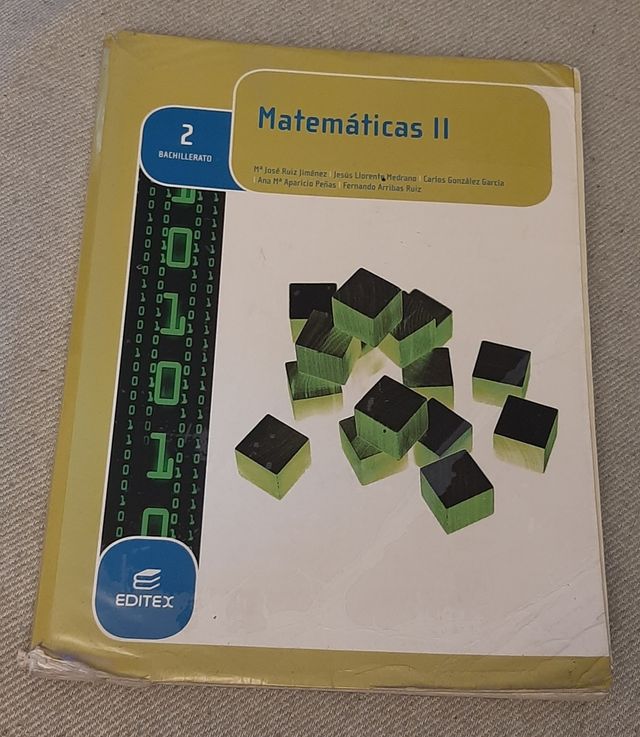 2
BACHILLERATO
Matemáticas II
Mª José Ruiz Jiménez | Jesús Llorente Medrano | Carlos González García
| Ana Mª Aparicio Peñas | Fernando Arribas Ruiz
EDITEX